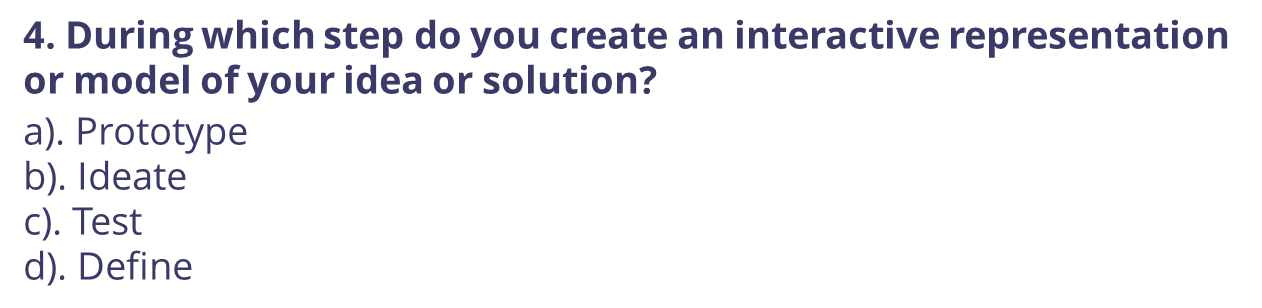 4. During which step do you create an interactive representation
or model of your idea or solution?
a). Prototype
b). Ideate
c). Test
d). Define